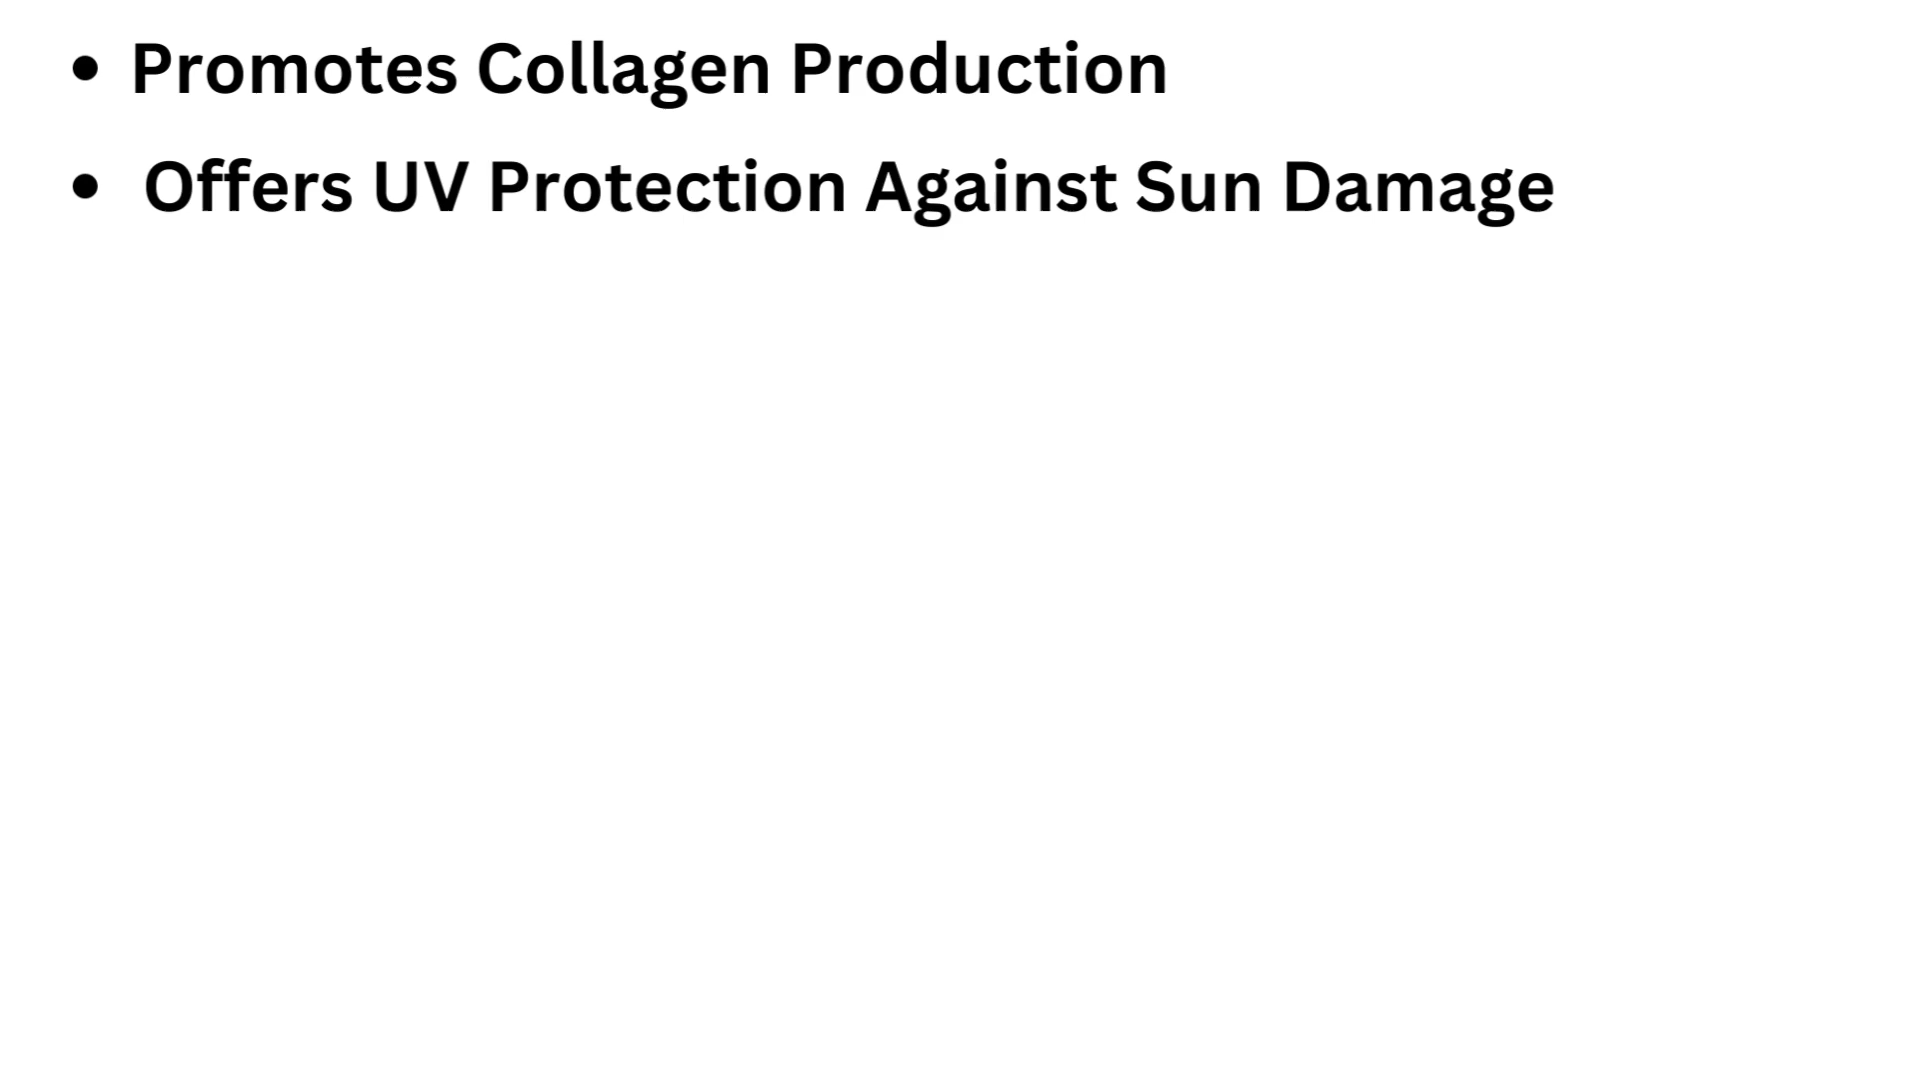 • Promotes Collagen Production
• Offers UV Protection Against Sun Damage